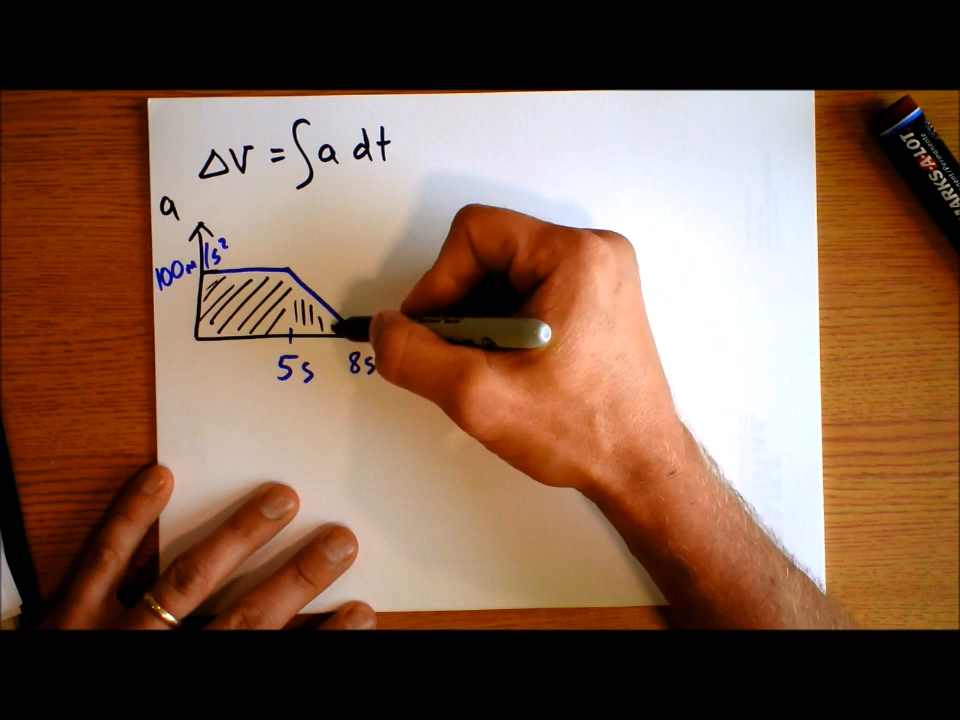 ΔV = ∫a dt
a
100m/s²
5s 8s
MARKS-A-LOT